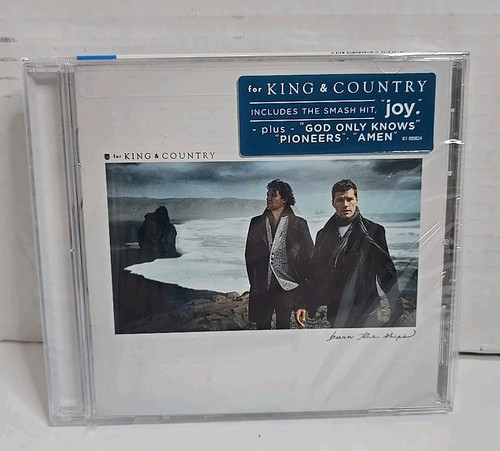 for KING & COUNTRY
INCLUDES THE SMASH HIT, "joy."
- plus - "GOD ONLY KNOWS"
"PIONEERS", "AMEN"
for KING & COUNTRY
burn the ships